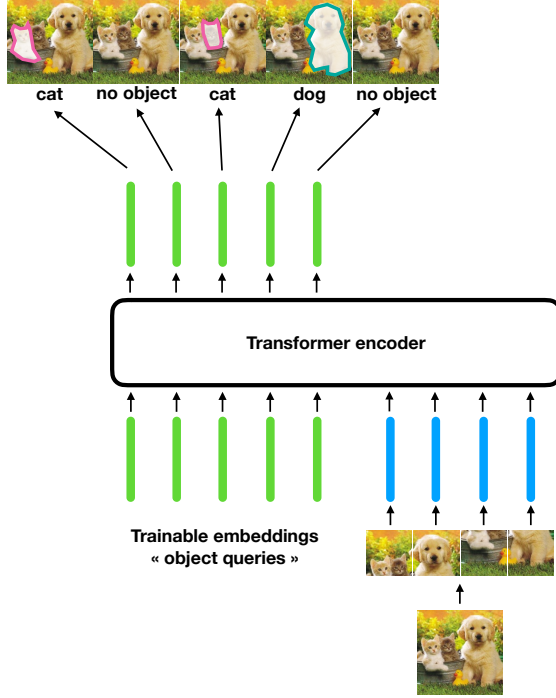 cat
no object
cat
dog
no object
Transformer encoder
Trainable embeddings
« object queries »